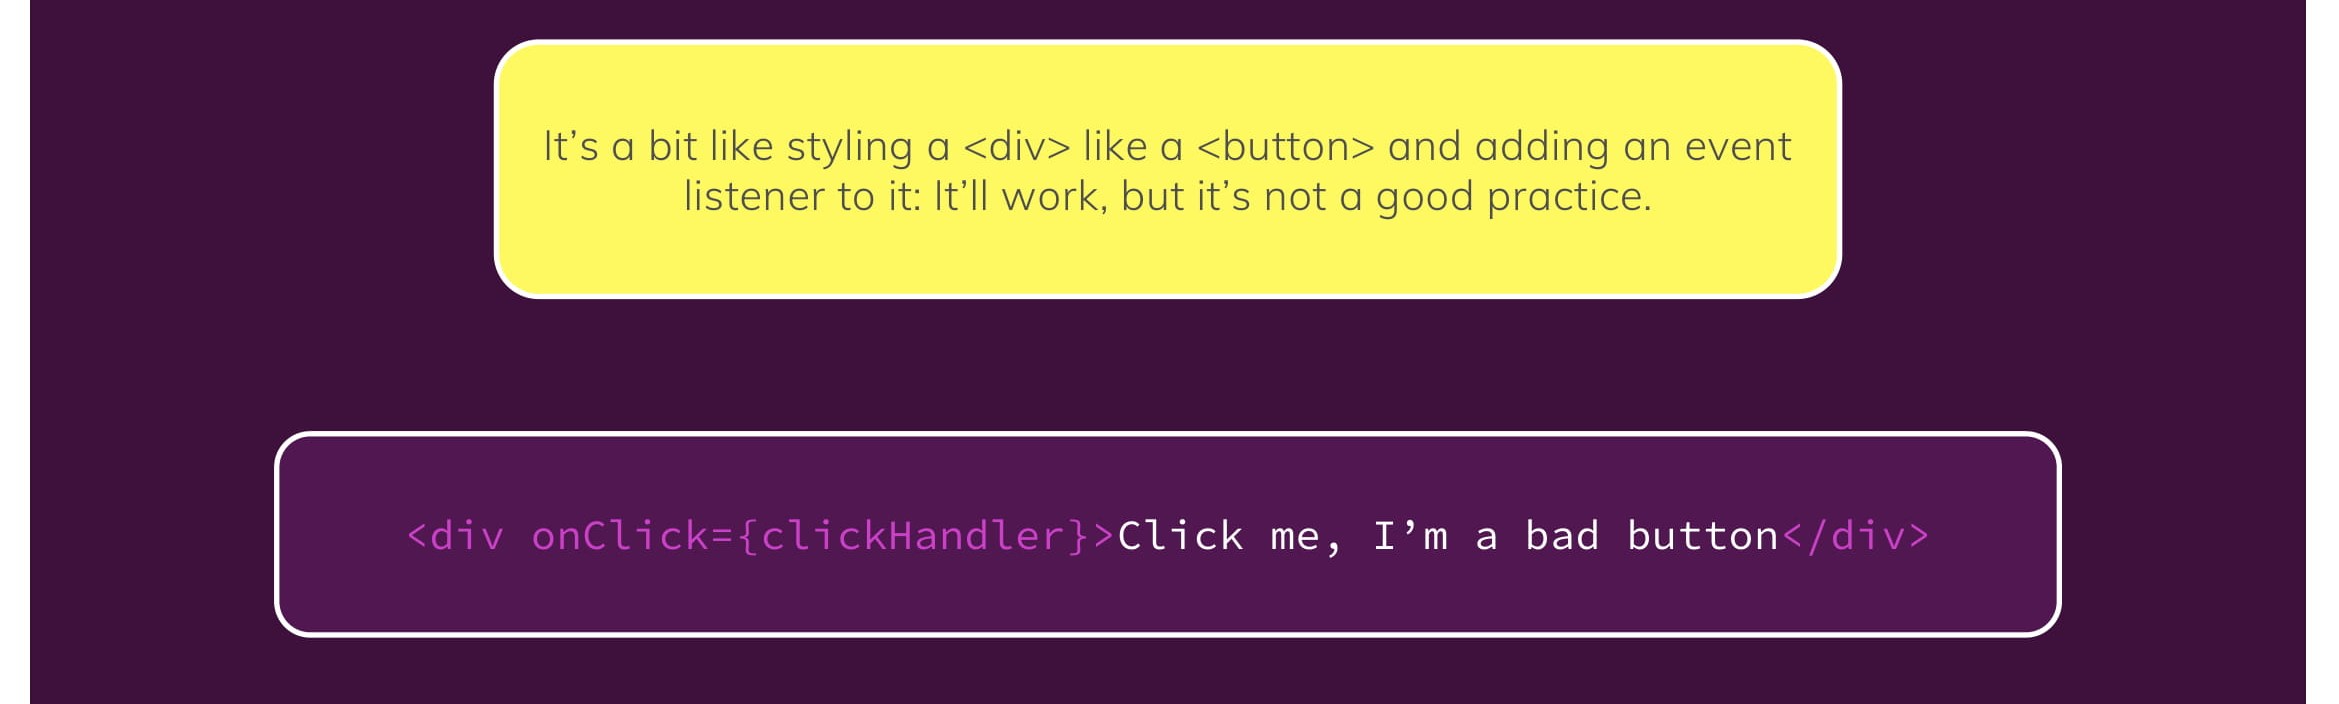 It’s a bit like styling a <div> like a <button> and adding an event
listener to it: It’ll work, but it’s not a good practice.
<div onClick={clickHandler}>Click me, I’m a bad button</div>